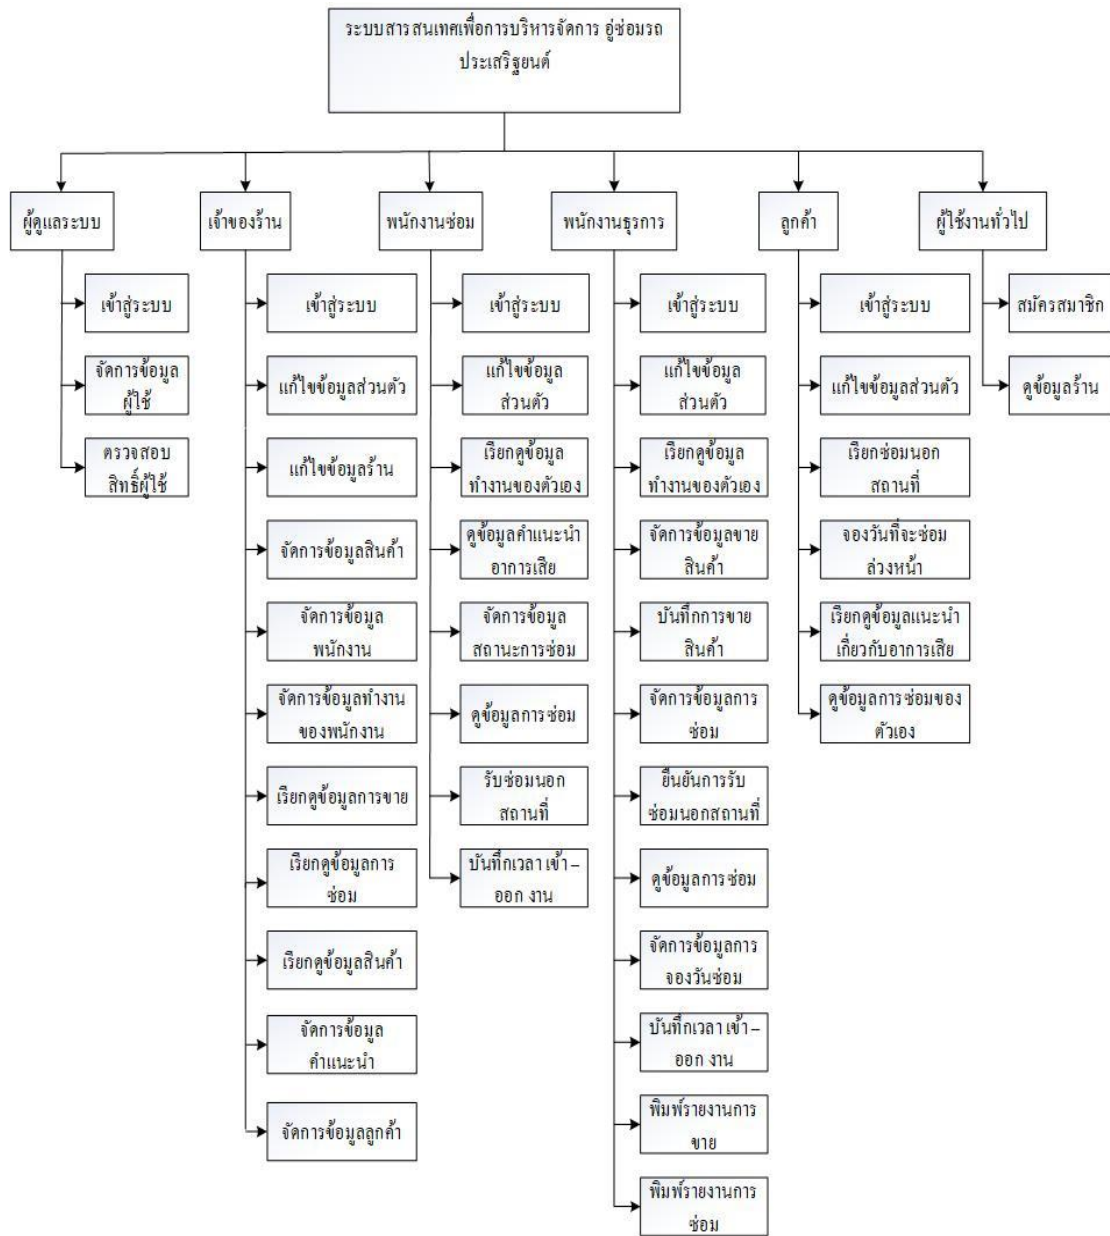 ระบบสารสนเทศเพื่อการบริหารจัดการ อู่ซ่อมรถ
ประเสริฐยนต์
ผู้ดูแลระบบ
เจ้าของร้าน
พนักงานซ่อม
พนักงานธุรการ
ลูกค้า
ผู้ใช้งานทั่วไป
เข้าสู่ระบบ
จัดการข้อมูล
ผู้ใช้
ตรวจสอบ
สิทธิ์ผู้ใช้
เข้าสู่ระบบ
แก้ไขข้อมูลส่วนตัว
แก้ไขข้อมูลร้าน
จัดการข้อมูลสินค้า
จัดการข้อมูล
พนักงาน
จัดการข้อมูลทำงาน
ของพนักงาน
เรียกดูข้อมูลการขาย
เรียกดูข้อมูลการ
ซ่อม
เรียกดูข้อมูลสินค้า
จัดการข้อมูล
คำแนะนำ
จัดการข้อมูลลูกค้า
เข้าสู่ระบบ
แก้ไขข้อมูล
ส่วนตัว
เรียกดูข้อมูล
ทำงานของตัวเอง
ดูข้อมูลคำแนะนำ
อาการเสีย
จัดการข้อมูล
สถานะการซ่อม
ดูข้อมูลการซ่อม
รับซ่อมนอก
สถานที่
บันทึกเวลา เข้า –
ออก งาน
เข้าสู่ระบบ
แก้ไขข้อมูล
ส่วนตัว
เรียกดูข้อมูล
ทำงานของตัวเอง
จัดการข้อมูลขาย
สินค้า
บันทึกการขาย
สินค้า
จัดการข้อมูลการ
ซ่อม
ยืนยันการรับ
ซ่อมนอกสถานที่
ดูข้อมูลการซ่อม
จัดการข้อมูลการ
จองวันซ่อม
บันทึกเวลา เข้า –
ออก งาน
พิมพ์รายงานการ
ขาย
พิมพ์รายงานการ
ซ่อม
เข้าสู่ระบบ
แก้ไขข้อมูลส่วนตัว
เรียกซ่อมนอก
สถานที่
จองวันที่จะซ่อม
ล่วงหน้า
เรียกดูข้อมูลแนะนำ
เกี่ยวกับอาการเสีย
ดูข้อมูลการซ่อมของ
ตัวเอง
สมัครสมาชิก
ดูข้อมูลร้าน